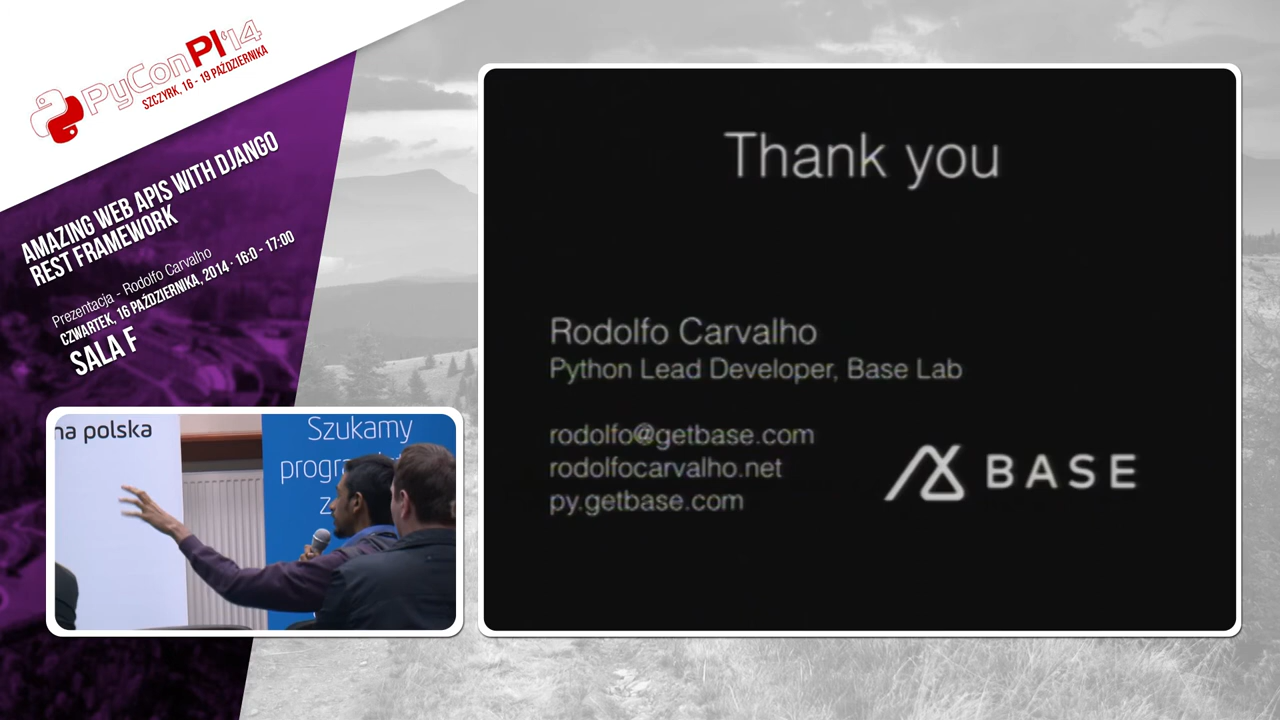 PyConPl'14
SZCZYRK, 16 - 19 PAŹDZIERNIKA
AMAZING WEB APIS WITH DJANGO
REST FRAMEWORK
Prezentacja - Rodolfo Carvalho
CZWARTEK, 16 PAŹDZIERNIKA, 2014 · 16:0 - 17:00
SALA F
na polska
Szukamy
progr
z
Thank you
Rodolfo Carvalho
Python Lead Developer, Base Lab
rodolfo@getbase.com
rodolfocarvalho.net
py.getbase.com
BASE